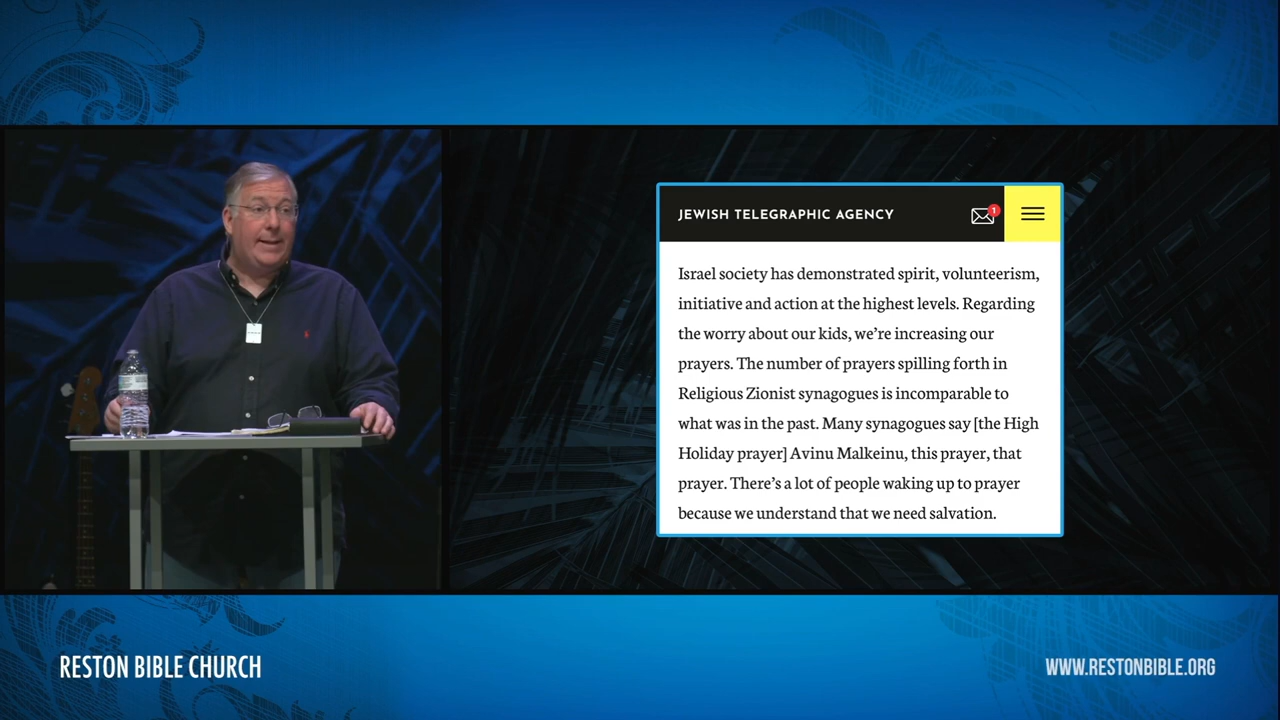 JEWISH TELEGRAPHIC AGENCY
1
Israel society has demonstrated spirit, volunteerism,
initiative and action at the highest levels. Regarding
the worry about our kids, we’re increasing our
prayers. The number of prayers spilling forth in
Religious Zionist synagogues is incomparable to
what was in the past. Many synagogues say [the High
Holiday prayer] Avinu Malkeinu, this prayer, that
prayer. There’s a lot of people waking up to prayer
because we understand that we need salvation.
RESTON BIBLE CHURCH
WWW.RESTONBIBLE.ORG